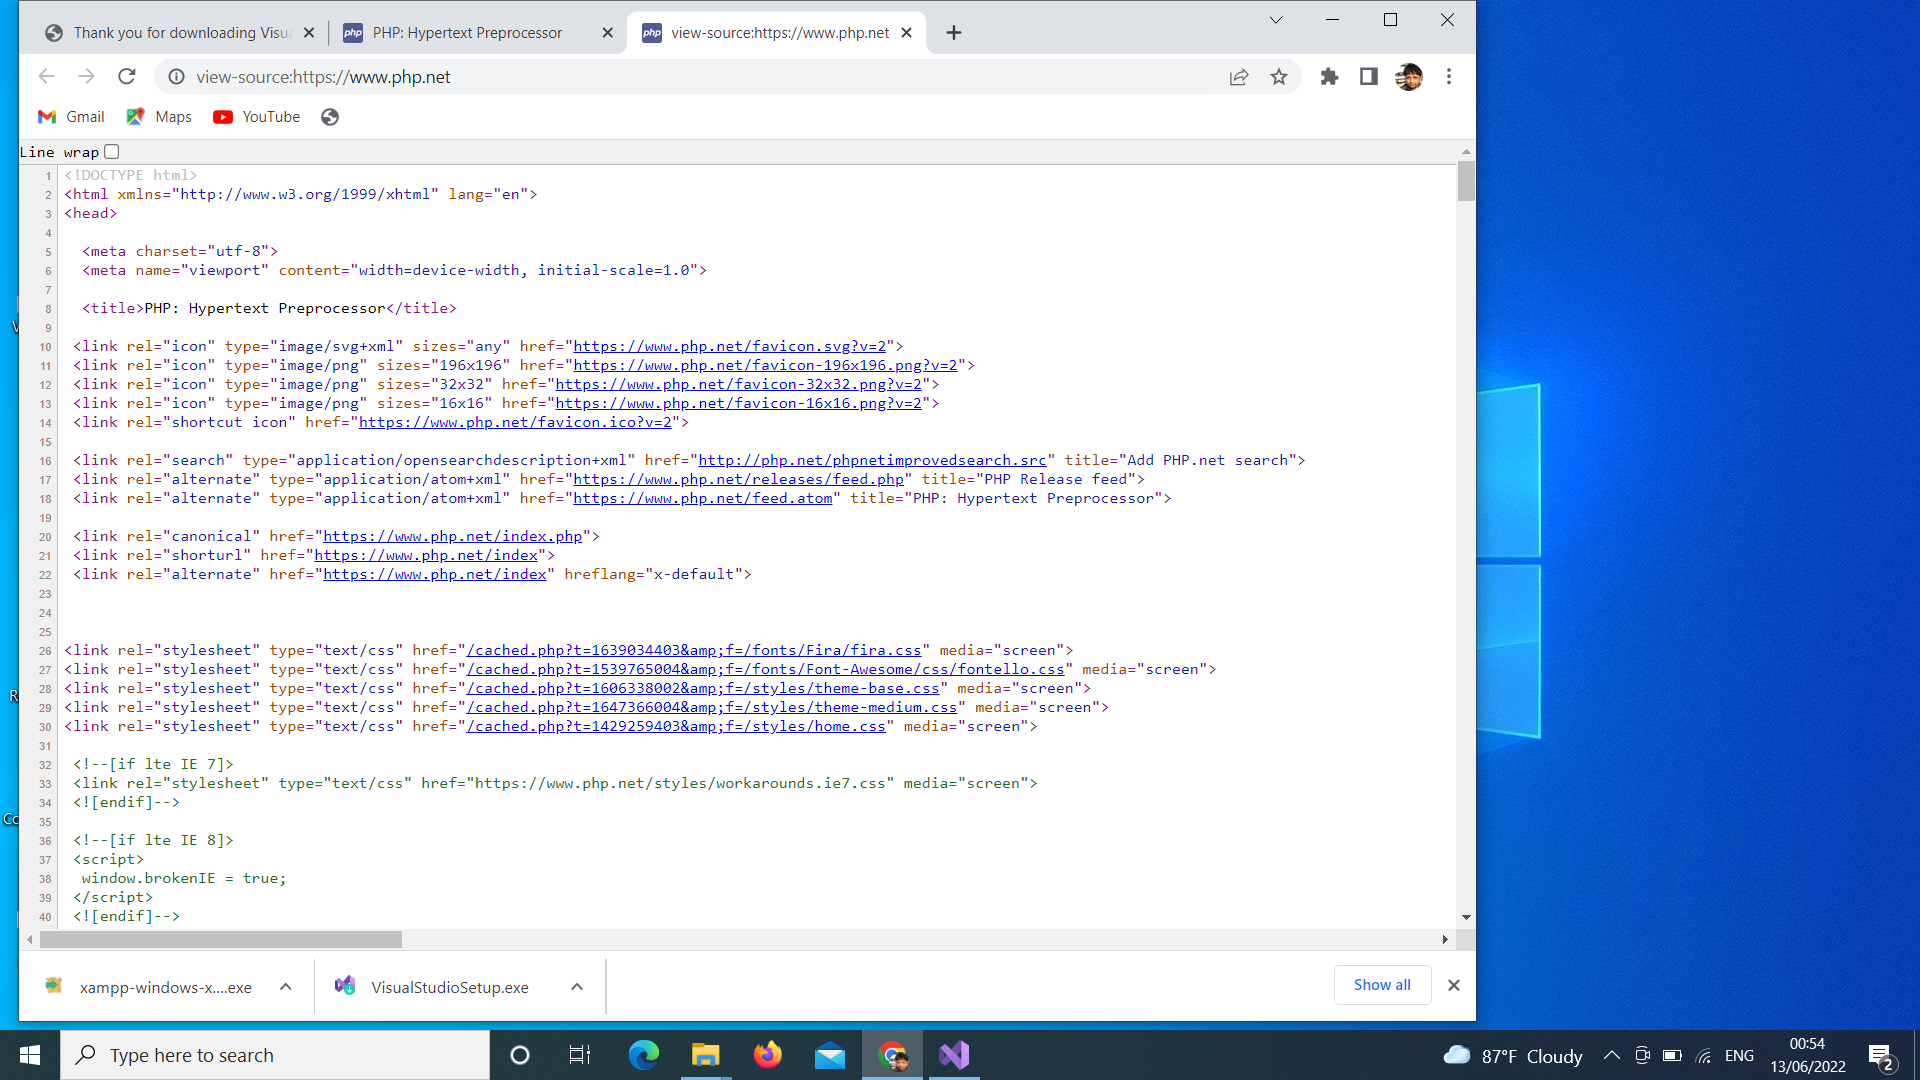 Thank you for downloading Visu
PHP: Hypertext Preprocessor
view-source:https://www.php.net
view-source:https://www.php.net
Gmail
Maps
YouTube
Line wrap
1 <!DOCTYPE html>
2 <html xmlns="http://www.w3.org/1999/xhtml" lang="en">
3 <head>
4
5 <meta charset="utf-8">
6 <meta name="viewport" content="width=device-width, initial-scale=1.0">
7
8 <title>PHP: Hypertext Preprocessor</title>
9
10 <link rel="icon" type="image/svg+xml" sizes="any" href="https://www.php.net/favicon.svg?v=2">
11 <link rel="icon" type="image/png" sizes="196x196" href="https://www.php.net/favicon-196x196.png?v=2">
12 <link rel="icon" type="image/png" sizes="32x32" href="https://www.php.net/favicon-32x32.png?v=2">
13 <link rel="icon" type="image/png" sizes="16x16" href="https://www.php.net/favicon-16x16.png?v=2">
14 <link rel="shortcut icon" href="https://www.php.net/favicon.ico?v=2">
15
16 <link rel="search" type="application/opensearchdescription+xml" href="http://php.net/phpnetimprovedsearch.src" title="Add PHP.net search">
17 <link rel="alternate" type="application/atom+xml" href="https://www.php.net/releases/feed.php" title="PHP Release feed">
18 <link rel="alternate" type="application/atom+xml" href="https://www.php.net/feed.atom" title="PHP: Hypertext Preprocessor">
19
20 <link rel="canonical" href="https://www.php.net/index.php">
21 <link rel="shorturl" href="https://www.php.net/index">
22 <link rel="alternate" href="https://www.php.net/index" hreflang="x-default">
23
24
25
26 <link rel="stylesheet" type="text/css" href="/cached.php?t=1639034403&amp;f=/fonts/Fira/fira.css" media="screen">
27 <link rel="stylesheet" type="text/css" href="/cached.php?t=1539765004&amp;f=/fonts/Font-Awesome/css/fontello.css" media="screen">
28 <link rel="stylesheet" type="text/css" href="/cached.php?t=1606338002&amp;f=/styles/theme-base.css" media="screen">
29 <link rel="stylesheet" type="text/css" href="/cached.php?t=1647366004&amp;f=/styles/theme-medium.css" media="screen">
30 <link rel="stylesheet" type="text/css" href="/cached.php?t=1429259403&amp;f=/styles/home.css" media="screen">
31
32 <!--[if lte IE 7]>
33 <link rel="stylesheet" type="text/css" href="https://www.php.net/styles/workarounds.ie7.css" media="screen">
34 <![endif]-->
35
36 <!--[if lte IE 8]>
37 <script>
38 window.brokenIE = true;
39 </script>
40 <![endif]-->
xampp-windows-x....exe
VisualStudioSetup.exe
Show all
Type here to search
87°F Cloudy
ENG
00:54
13/06/2022
2